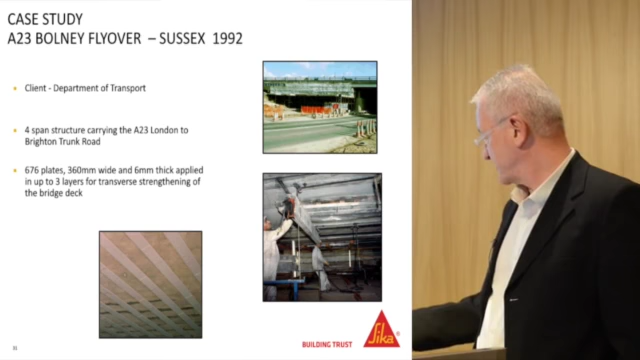 CASE STUDY
A23 BOLNEY FLYOVER – SUSSEX 1992
Client - Department of Transport
4 span structure carrying the A23 London to
Brighton Trunk Road
676 plates, 360mm wide and 6mm thick applied
in up to 3 layers for transverse strengthening of
the bridge deck
31
BUILDING TRUST
Sika®